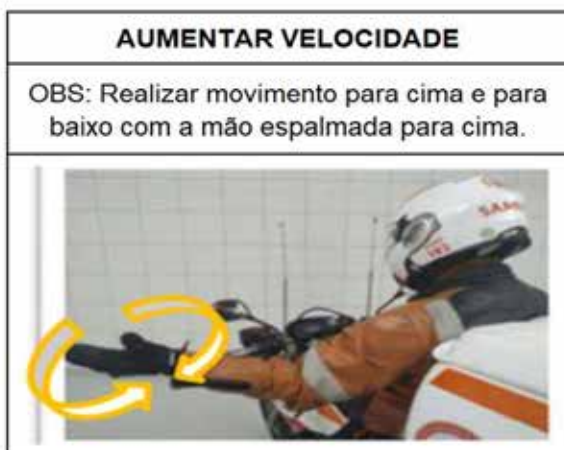 AUMENTAR VELOCIDADE
OBS: Realizar movimento para cima e para
baixo com a mão espalmada para cima.